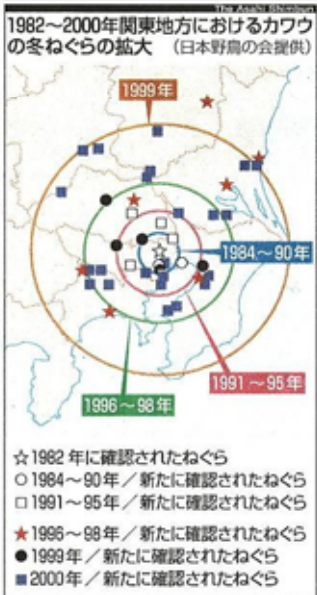 The Asahi Shimbun
1982～2000年関東地方におけるカワウ
の冬ねぐらの拡大 （日本野鳥の会提供）
1999年
1984～90年
1991～95年
1996～98年
☆1982年に確認されたねぐら
○1984～90年／新たに確認されたねぐら
□1991～95年／新たに確認されたねぐら
★1996～98年／新たに確認されたねぐら
●1999年／新たに確認されたねぐら
■2000年／新たに確認されたねぐら